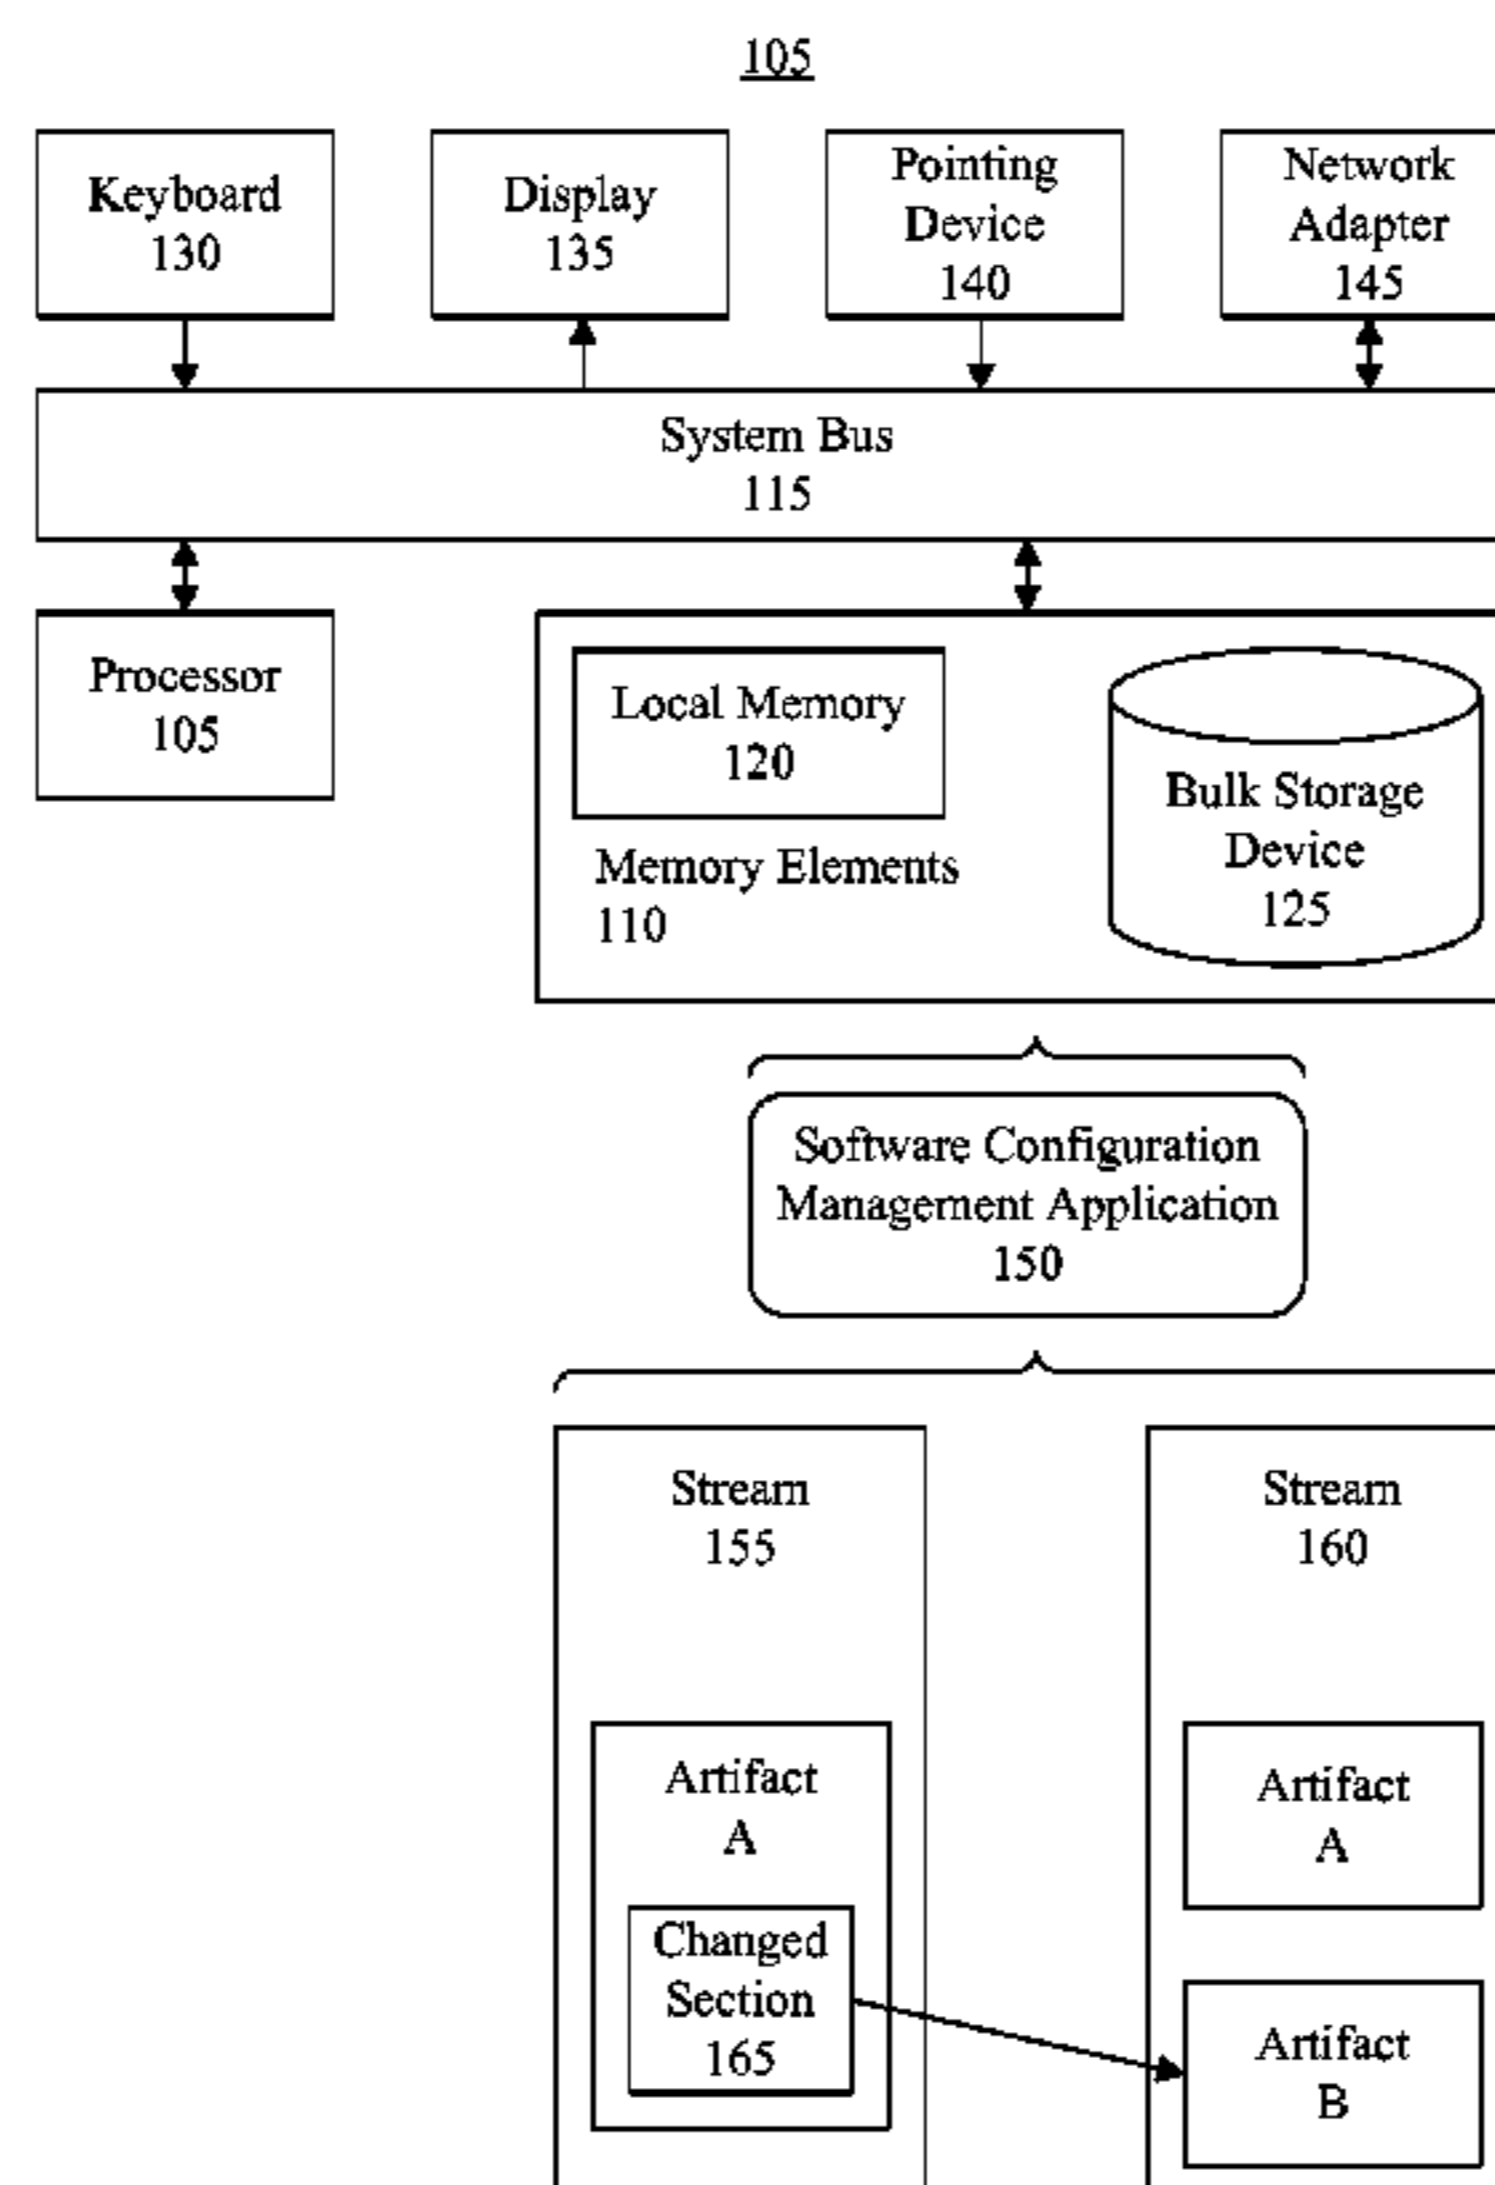 105
Keyboard
130
Display
135
Pointing
Device
140
Network
Adapter
145
System Bus
115
Processor
105
Local Memory
120
Memory Elements
110
Bulk Storage
Device
125
Software Configuration
Management Application
150
Stream
155
Artifact
A
Changed
Section
165
Stream
160
Artifact
A
Artifact
B